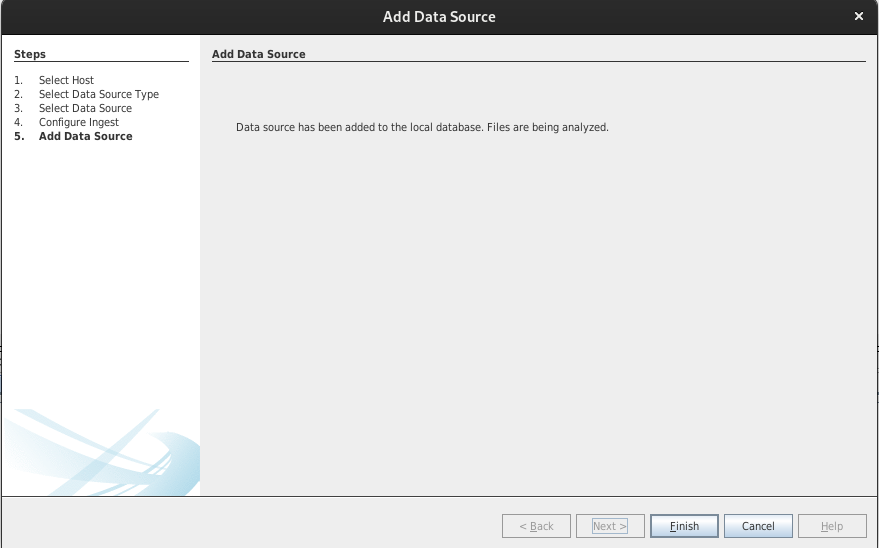 Add Data Source
Steps
1. Select Host
2. Select Data Source Type
3. Select Data Source
4. Configure Ingest
5. Add Data Source
Add Data Source
Data source has been added to the local database. Files are being analyzed.
< Back
Next >
Finish
Cancel
Help